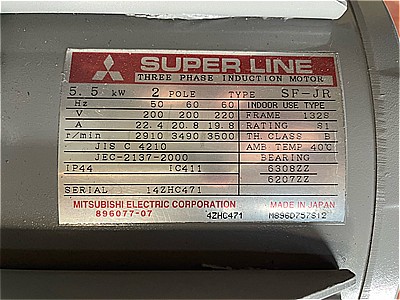 SUPER LINE
THREE PHASE INDUCTION MOTOR
5.5 kW 2 POLE TYPE SF-JR
Hz 50 60 60 INDOOR USE TYPE
V 200 200 220 FRAME 132S
A 22.4 20.8 19.8 RATING S1
r/min 2910 3490 3500 TH.CLASS B
JIS C 4210 AMB TEMP 40℃
JEC-2137-2000 BEARING
IP44 IC411 6308ZZ
6207ZZ
SERIAL 14ZHC471
MITSUBISHI ELECTRIC CORPORATION MADE IN JAPAN
896077-07 4ZHC471 M896D757S12